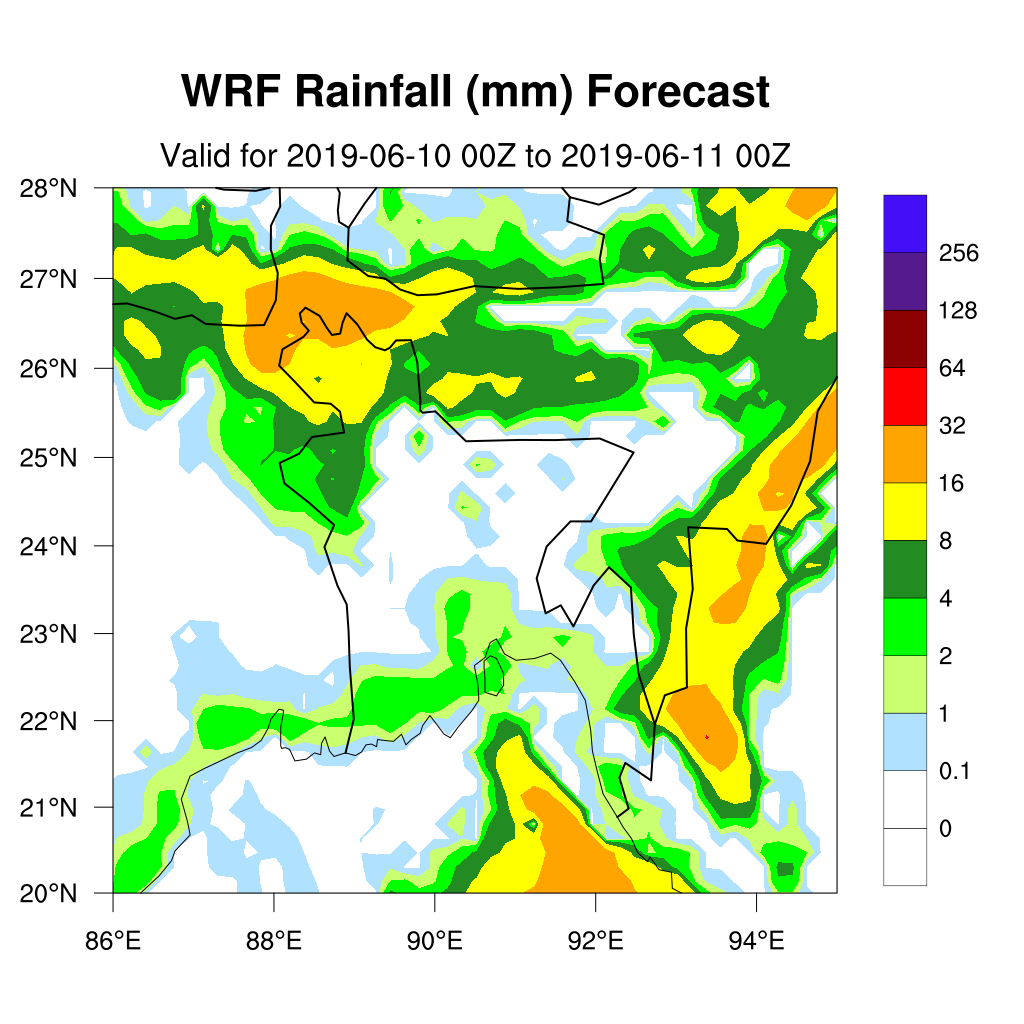 WRF Rainfall (mm) Forecast
Valid for 2019-06-10 00Z to 2019-06-11 00Z
28°N
27°N
26°N
25°N
24°N
23°N
22°N
21°N
20°N
86°E
88°E
90°E
92°E
94°E
256
128
64
32
16
8
4
2
1
0.1
0